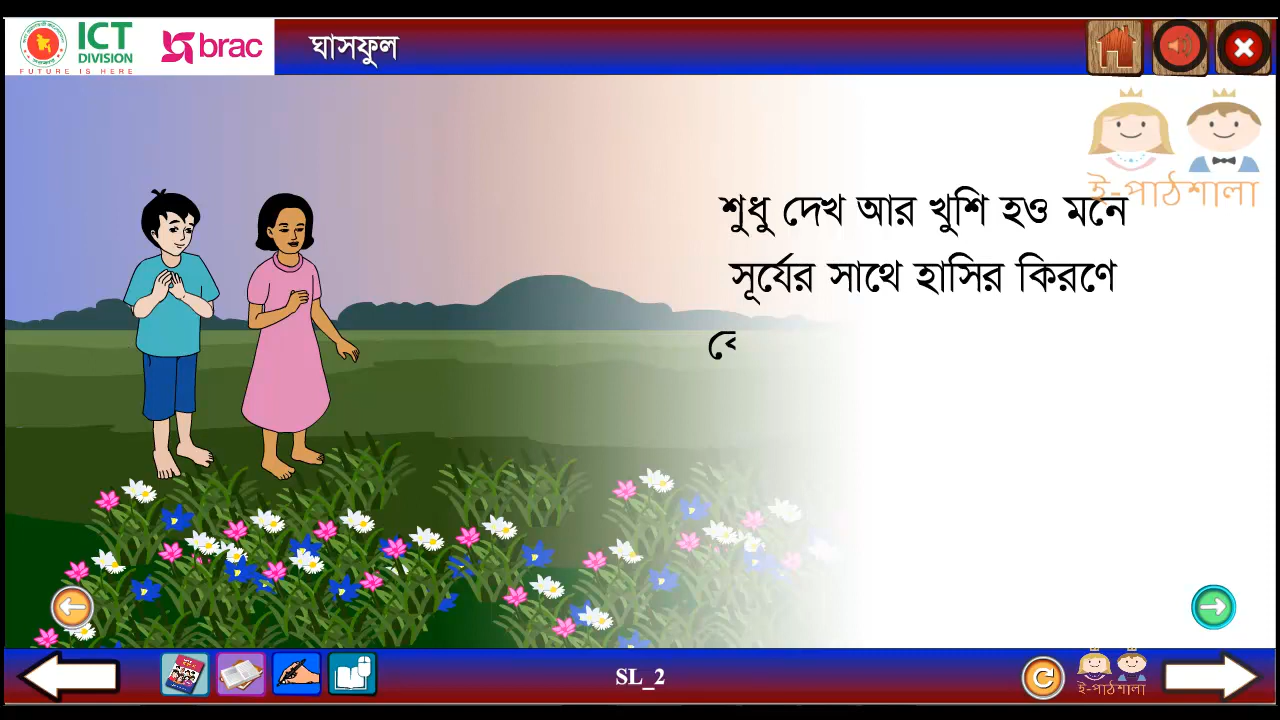 ICT
DIVISION
FUTURE IS HERE
brac
ঘাসফুল
ই-পাঠশালা
শুধু দেখ আর খুশি হও মনে
সূর্যের সাথে হাসির কিরণে
SL_2
ই-পাঠশালা